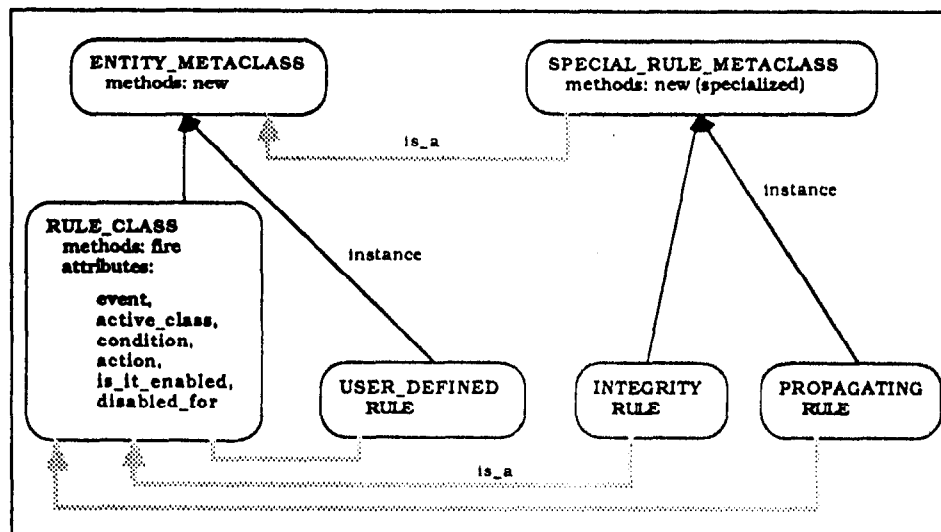 ENTITY_METACLASS
methods: new
SPECIAL_RULE_METACLASS
methods: new (specialized)
is_a
instance
RULE_CLASS
methods: fire
attributes:
event,
active_class,
condition,
action,
is_it_enabled,
disabled_for
instance
USER_DEFINED
RULE
INTEGRITY
RULE
PROPAGATING
RULE
is_a